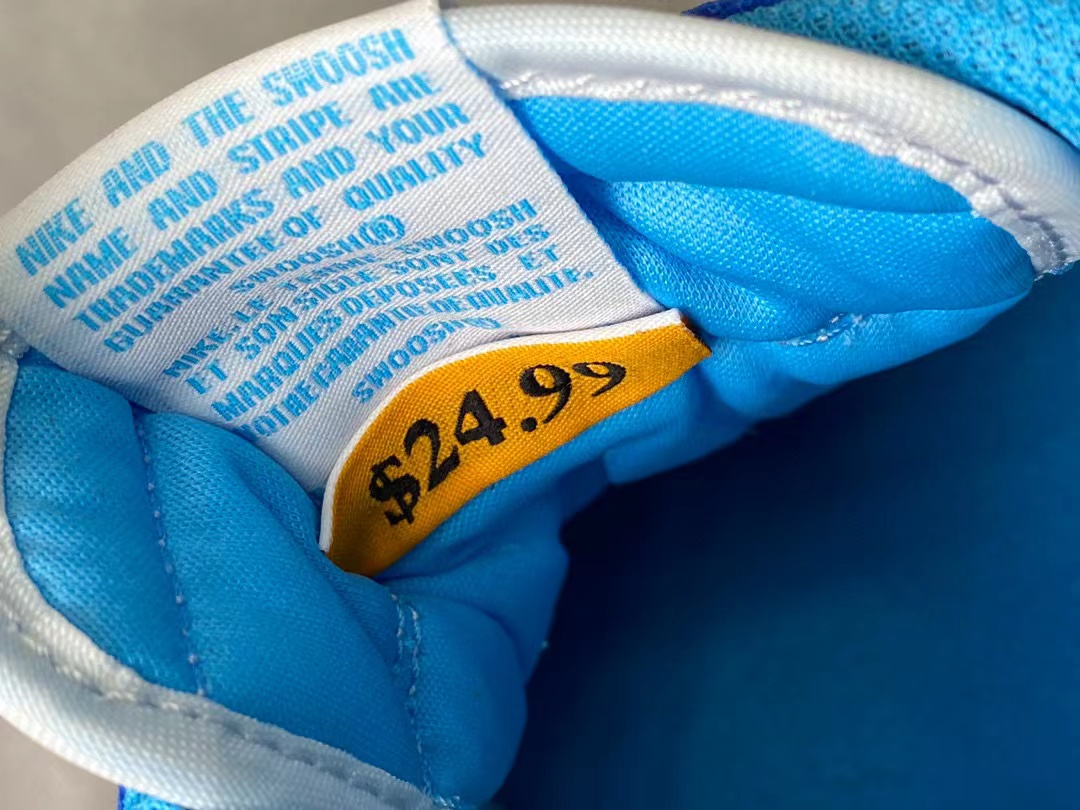 NIKE AND THE SWOOSH
NAME AND STRIPE ARE
TRADEMARKS AND YOUR
GUARANTEE OF QUALITY
SWOOSH®
NIKE, LE TERME SWOOSH
ET SON SIGLE SONT DES
MARQUES DEPOSEES ET
VOTRE GARANTIE DE QUALITE.
SWOOSH®
$24.99